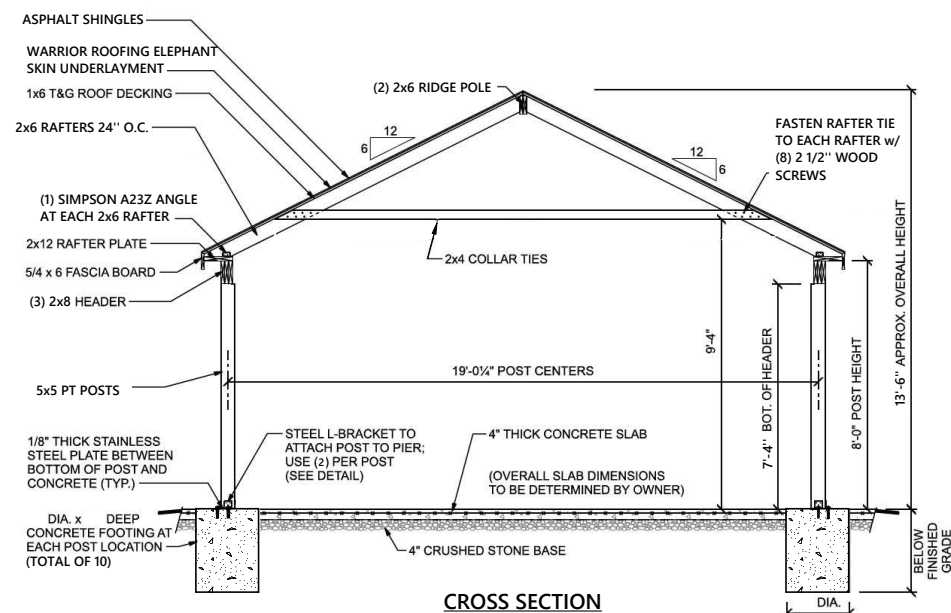 ASPHALT SHINGLES
WARRIOR ROOFING ELEPHANT
SKIN UNDERLAYMENT
1x6 T&G ROOF DECKING
2x6 RAFTERS 24'' O.C.
(1) SIMPSON A23Z ANGLE
AT EACH 2x6 RAFTER
2x12 RAFTER PLATE
5/4 x 6 FASCIA BOARD
(3) 2x8 HEADER
5x5 PT POSTS
1/8" THICK STAINLESS
STEEL PLATE BETWEEN
BOTTOM OF POST AND
CONCRETE (TYP.)
DIA. x DEEP
CONCRETE FOOTING AT
EACH POST LOCATION
(TOTAL OF 10)
12
6
(2) 2x6 RIDGE POLE
12
6
FASTEN RAFTER TIE
TO EACH RAFTER w/
(8) 2 1/2'' WOOD
SCREWS
2x4 COLLAR TIES
19'-0¼" POST CENTERS
STEEL L-BRACKET TO
ATTACH POST TO PIER;
USE (2) PER POST
(SEE DETAIL)
4" THICK CONCRETE SLAB
(OVERALL SLAB DIMENSIONS
TO BE DETERMINED BY OWNER)
4" CRUSHED STONE BASE
9'-4"
7'-4'' BOT. OF HEADER
8'-0" POST HEIGHT
13'-6" APPROX. OVERALL HEIGHT
BELOW
FINISHED
GRADE
DIA.
CROSS SECTION